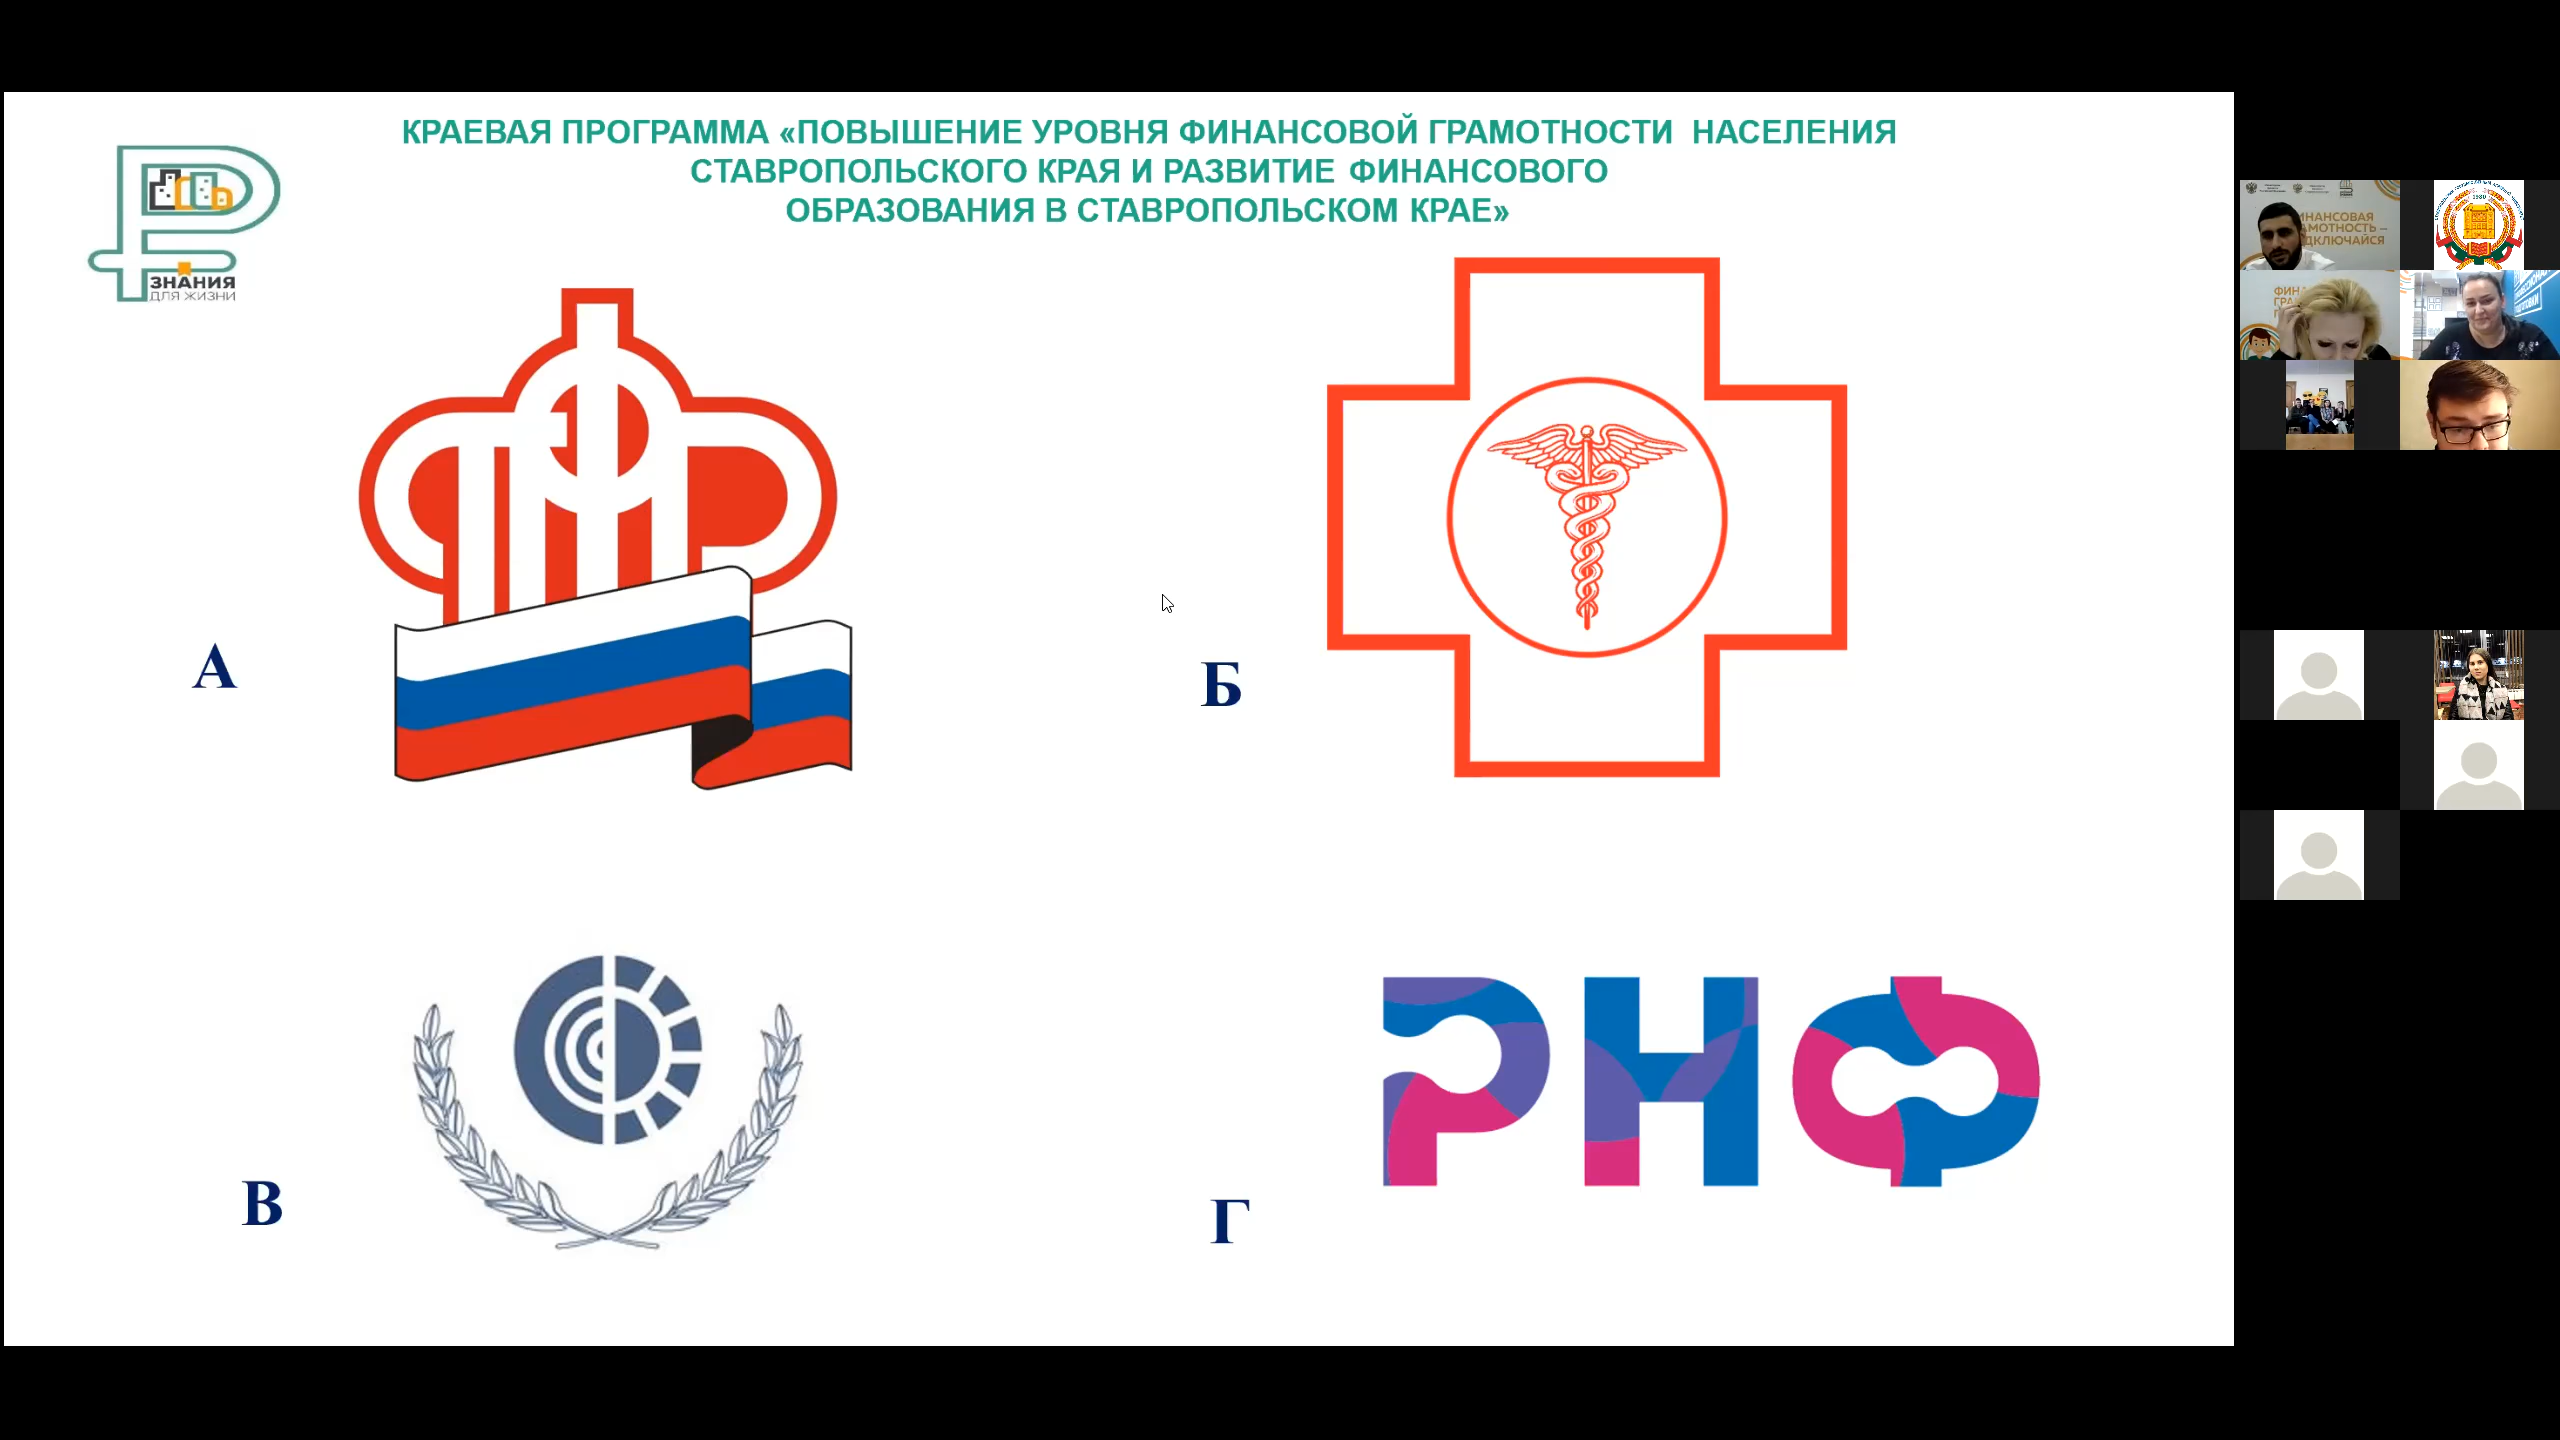 КРАЕВАЯ ПРОГРАММА «ПОВЫШЕНИЕ УРОВНЯ ФИНАНСОВОЙ ГРАМОТНОСТИ НАСЕЛЕНИЯ
СТАВРОПОЛЬСКОГО КРАЯ И РАЗВИТИЕ ФИНАНСОВОГО
ОБРАЗОВАНИЯ В СТАВРОПОЛЬСКОМ КРАЕ»
ЗНАНИЯ
ДЛЯ ЖИЗНИ
А
Б
В
Г
РНФ